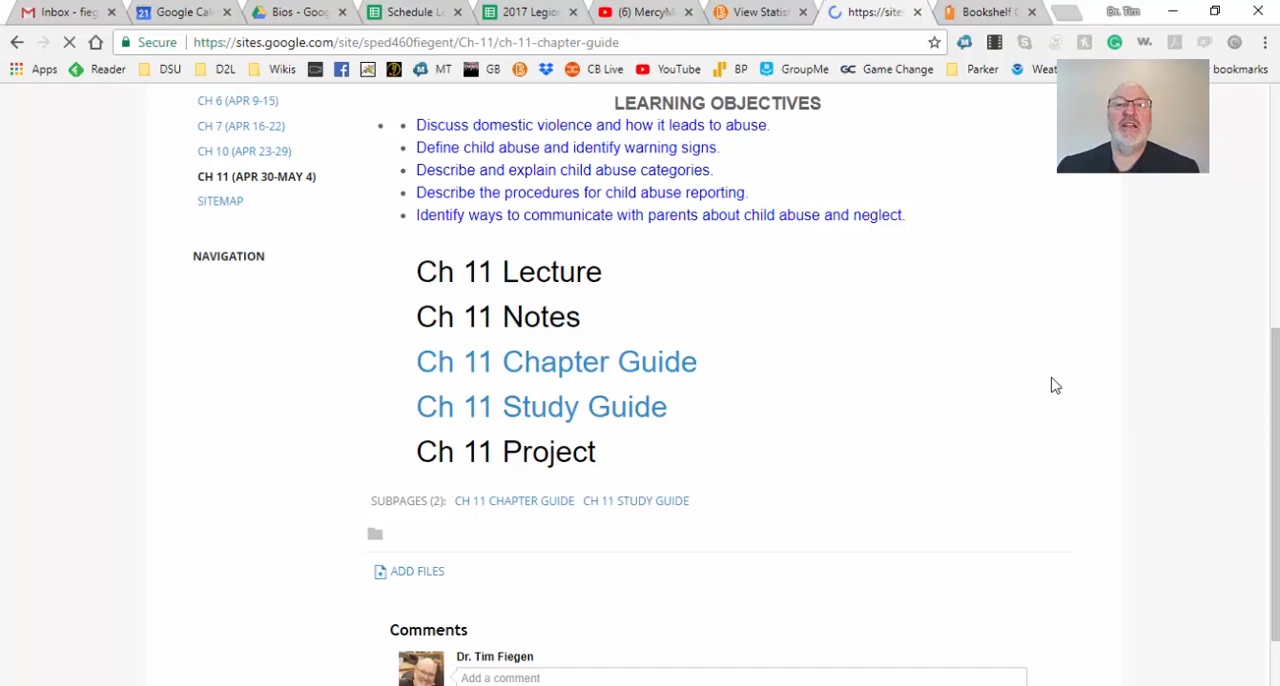 Inbox - fieg
21 Google Cal
Bios - Goog
Schedule Le
2017 Legion
(6) MercyM
View Statist
https://site
Bookshelf O
Dr. Tim
Secure https://sites.google.com/site/sped460fiegent/Ch-11/ch-11-chapter-guide
Apps Reader DSU D2L Wikis MT GB CB Live YouTube BP GroupMe GC Game Change Parker Weat bookmarks
CH 6 (APR 9-15)
CH 7 (APR 16-22)
CH 10 (APR 23-29)
CH 11 (APR 30-MAY 4)
SITEMAP
NAVIGATION
LEARNING OBJECTIVES
• • Discuss domestic violence and how it leads to abuse.
• Define child abuse and identify warning signs.
• Describe and explain child abuse categories.
• Describe the procedures for child abuse reporting.
• Identify ways to communicate with parents about child abuse and neglect.
Ch 11 Lecture
Ch 11 Notes
Ch 11 Chapter Guide
Ch 11 Study Guide
Ch 11 Project
SUBPAGES (2): CH 11 CHAPTER GUIDE CH 11 STUDY GUIDE
ADD FILES
Comments
Dr. Tim Fiegen
Add a comment